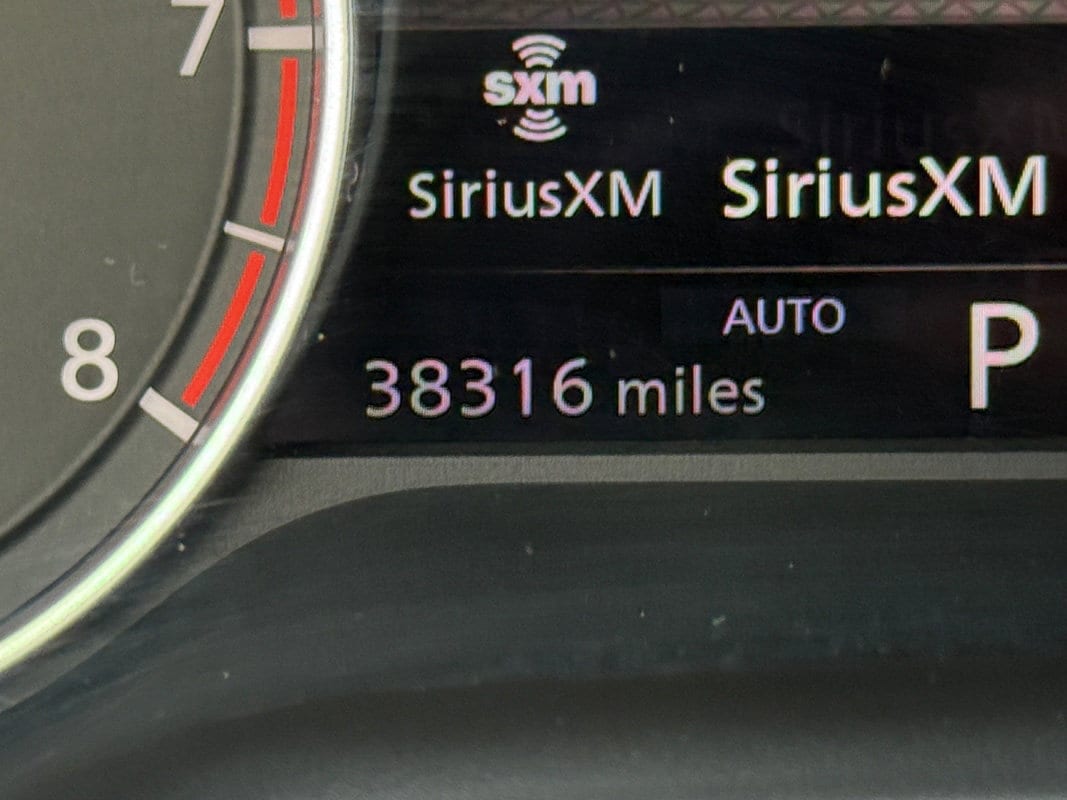 7
sxm
SiriusXM SiriusXM
AUTO P
8
38316 miles